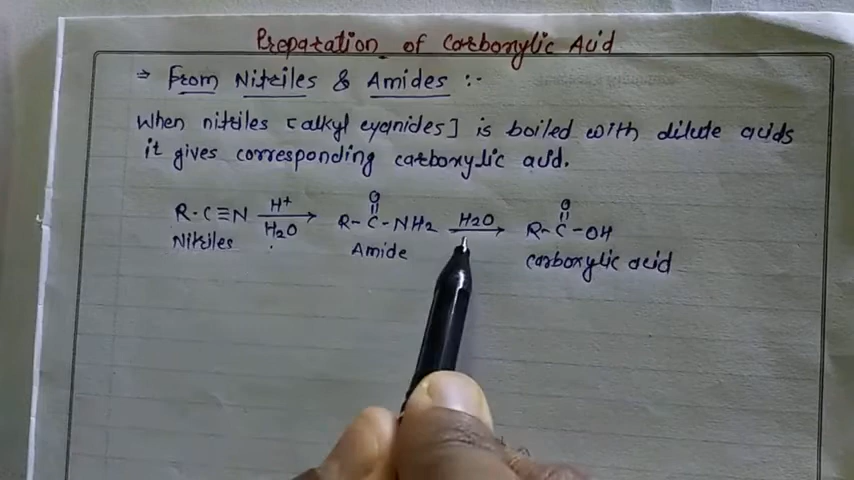 Preparation of Carboxylic Acid
⇒ From Nitriles & Amides :-
When nitriles [alkyl cyanides] is boiled with dilute acids
it gives corresponding carboxylic acid.
R-C≡N H+ H2O → R-C(=O)-NH2 H2O → R-C(=O)-OH
Nitriles Amide carboxylic acid